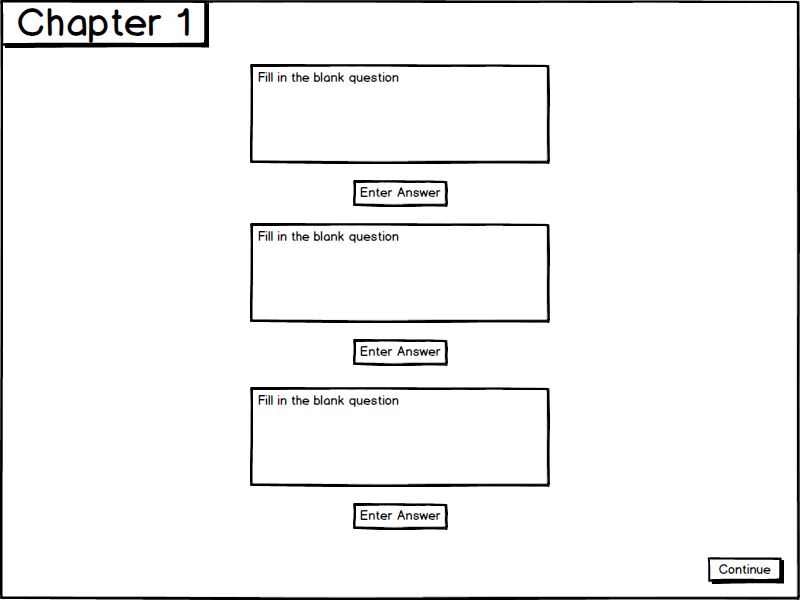 Chapter 1
Fill in the blank question
Enter Answer
Fill in the blank question
Enter Answer
Fill in the blank question
Enter Answer
Continue